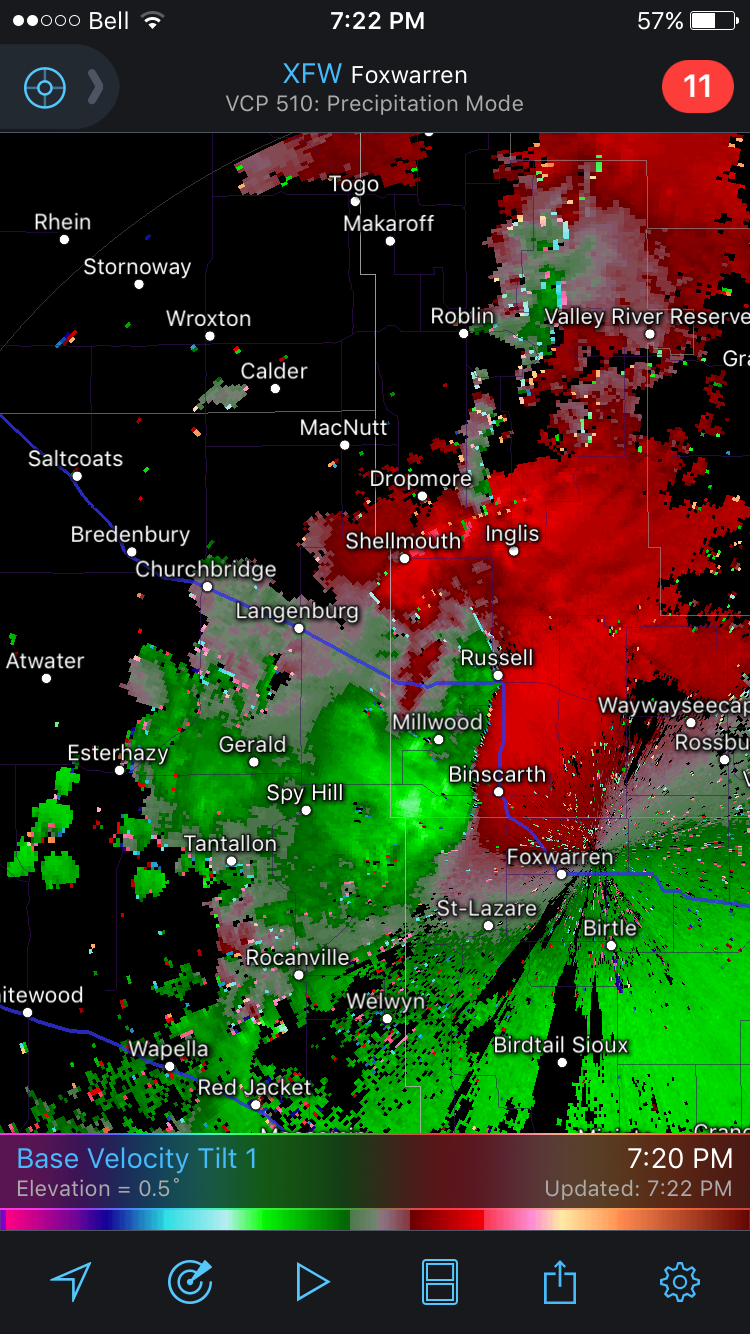 Bell 7:22 PM 57%
XFW Foxwarren 11
VCP 510: Precipitation Mode
Togo
Rhein
Makaroff
Stornoway
Wroxton
Roblin
Valley River Reserve
Gra
Calder
MacNutt
Saltcoats
Dropmore
Bredenbury
Shellmouth
Inglis
Churchbridge
Langenburg
Atwater
Russell
Waywayseecap
Millwood
Rossbu
Esterhazy
Gerald
Binscarth
Spy Hill
Tantallon
Foxwarren
St-Lazare
Birtle
Rocanville
itewood
Welwyn
Wapella
Birdtail Sioux
Red Jacket
Base Velocity Tilt 1 7:20 PM
Elevation = 0.5° Updated: 7:22 PM